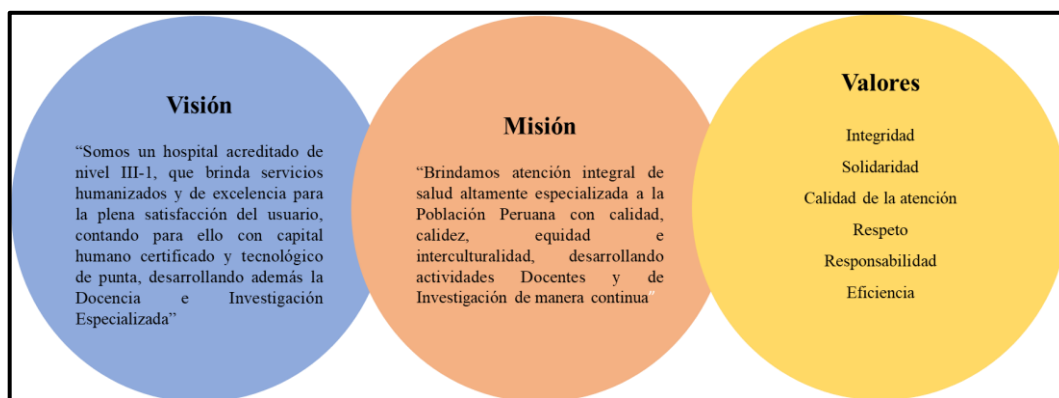 Visión
“Somos un hospital acreditado de
nivel III-1, que brinda servicios
humanizados y de excelencia para
la plena satisfacción del usuario,
contando para ello con capital
humano certificado y tecnológico
de punta, desarrollando además la
Docencia e Investigación
Especializada”
Misión
“Brindamos atención integral de
salud altamente especializada a la
Población Peruana con calidad,
calidez, equidad e
interculturalidad, desarrollando
actividades Docentes y de
Investigación de manera continua”
Valores
Integridad
Solidaridad
Calidad de la atención
Respeto
Responsabilidad
Eficiencia